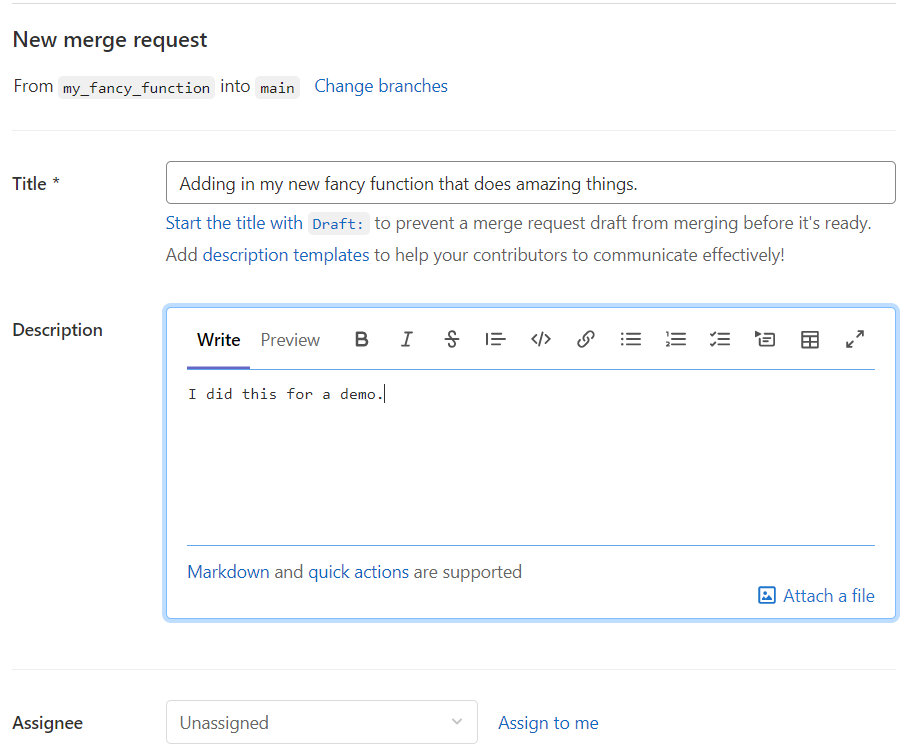 New merge request
From my_fancy_function into main Change branches
Title *
Adding in my new fancy function that does amazing things.
Start the title with Draft: to prevent a merge request draft from merging before it's ready.
Add description templates to help your contributors to communicate effectively!
Description
Write Preview
I did this for a demo.
Markdown and quick actions are supported
Attach a file
Assignee
Unassigned
Assign to me